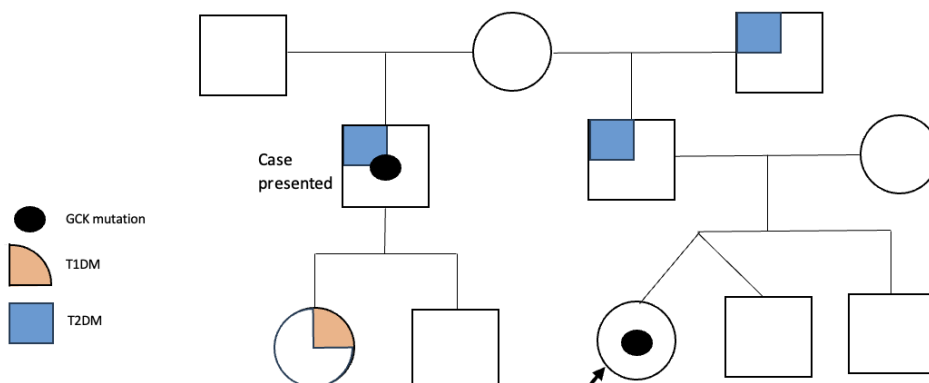 Case
presented
GCK mutation
T1DM
T2DM